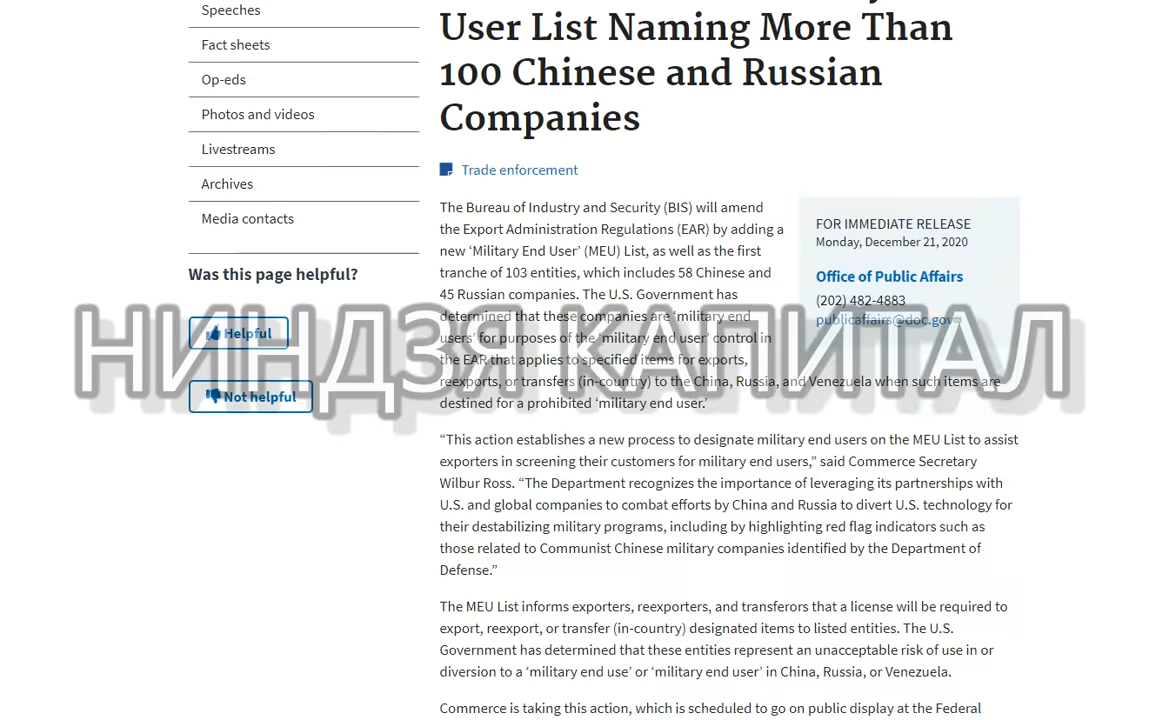 Speeches
Fact sheets
Op-eds
Photos and videos
Livestreams
Archives
Media contacts
Was this page helpful?
Helpful
Not helpful
User List Naming More Than
100 Chinese and Russian
Companies
Trade enforcement
The Bureau of Industry and Security (BIS) will amend
the Export Administration Regulations (EAR) by adding a
new ‘Military End User’ (MEU) List, as well as the first
tranche of 103 entities, which includes 58 Chinese and
45 Russian companies. The U.S. Government has
determined that these companies are ‘military end
users’ for purposes of the ‘military end user’ control in
the EAR that applies to specified items for exports,
reexports, or transfers (in-country) to the China, Russia, and Venezuela when such items are
destined for a prohibited ‘military end user.’
FOR IMMEDIATE RELEASE
Monday, December 21, 2020
Office of Public Affairs
(202) 482-4883
publicaffairs@doc.gov
НИНДЗЯ КАПИТАЛ
“This action establishes a new process to designate military end users on the MEU List to assist
exporters in screening their customers for military end users,” said Commerce Secretary
Wilbur Ross. “The Department recognizes the importance of leveraging its partnerships with
U.S. and global companies to combat efforts by China and Russia to divert U.S. technology for
their destabilizing military programs, including by highlighting red flag indicators such as
those related to Communist Chinese military companies identified by the Department of
Defense.”
The MEU List informs exporters, reexporters, and transferors that a license will be required to
export, reexport, or transfer (in-country) designated items to listed entities. The U.S.
Government has determined that these entities represent an unacceptable risk of use in or
diversion to a ‘military end use’ or ‘military end user’ in China, Russia, or Venezuela.
Commerce is taking this action, which is scheduled to go on public display at the Federal